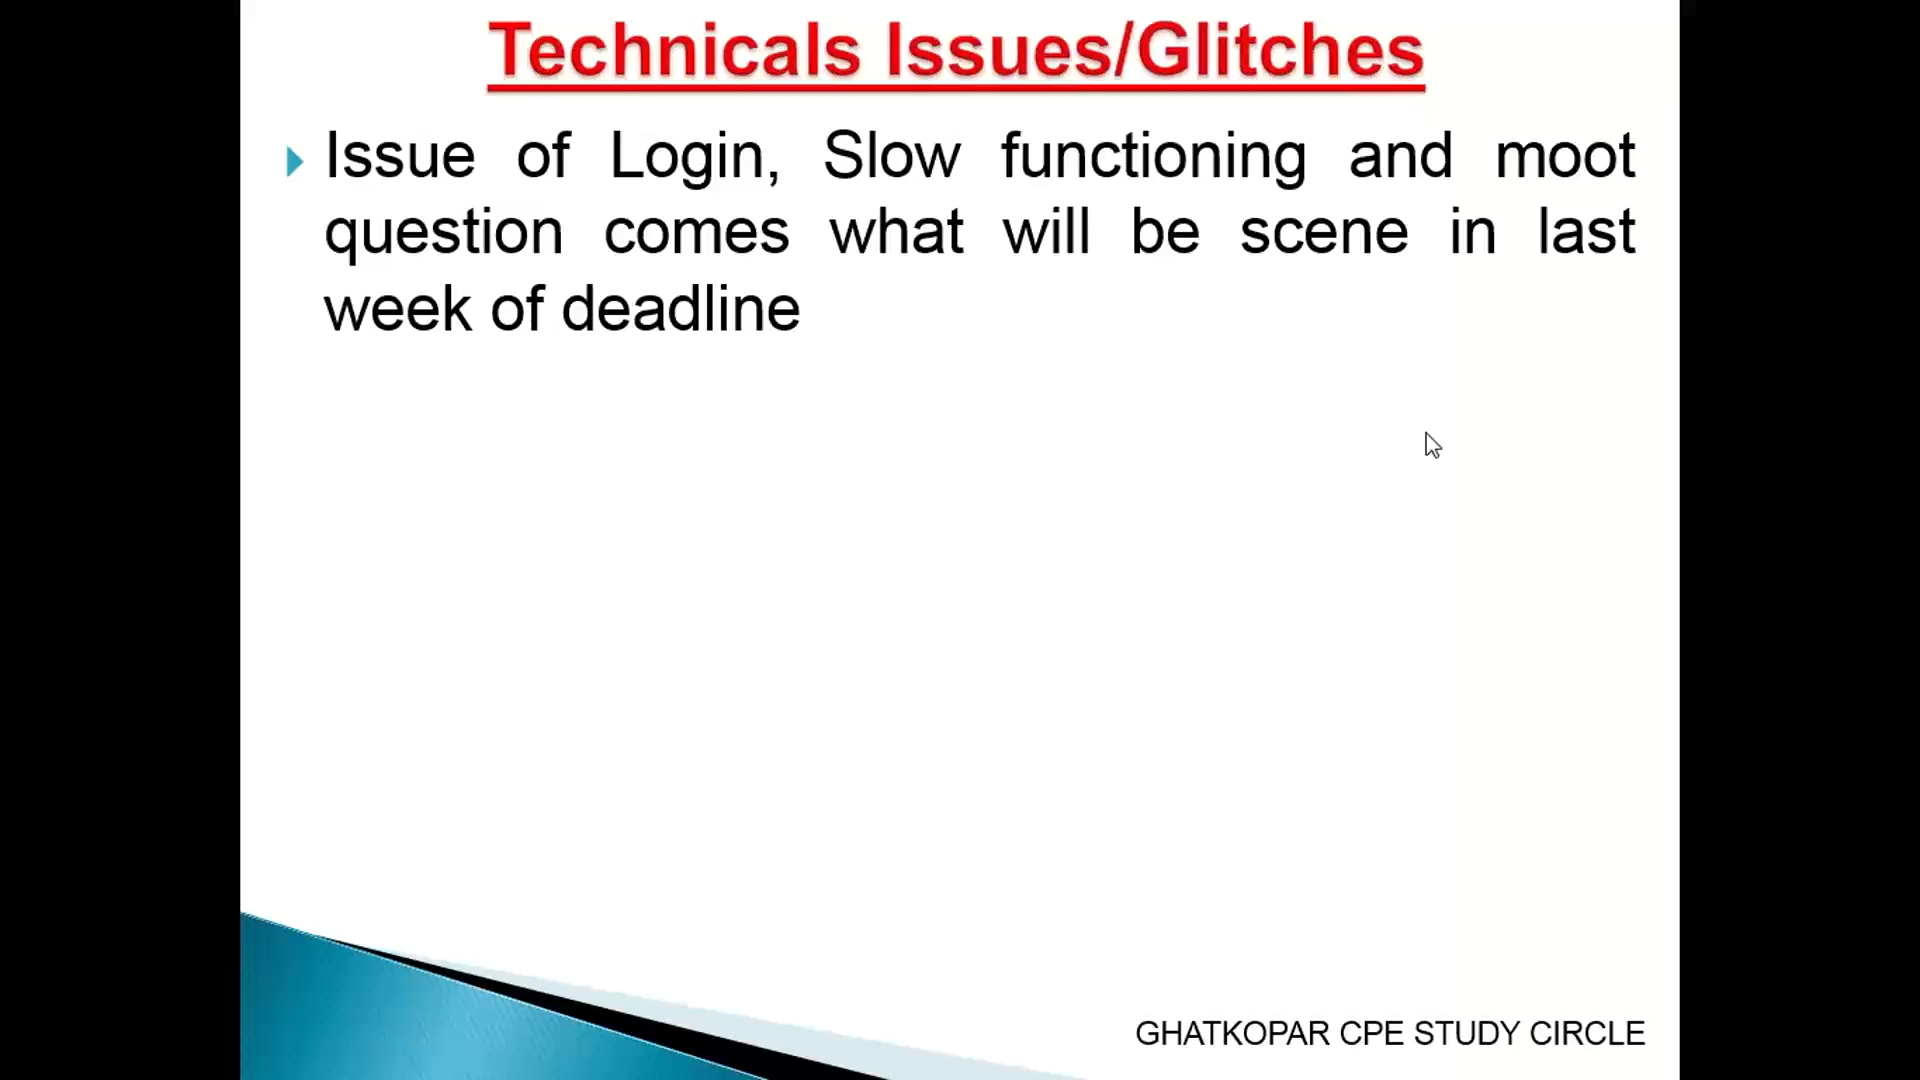 Technicals Issues/Glitches
Issue of Login, Slow functioning and moot
question comes what will be scene in last
week of deadline
GHATKOPAR CPE STUDY CIRCLE